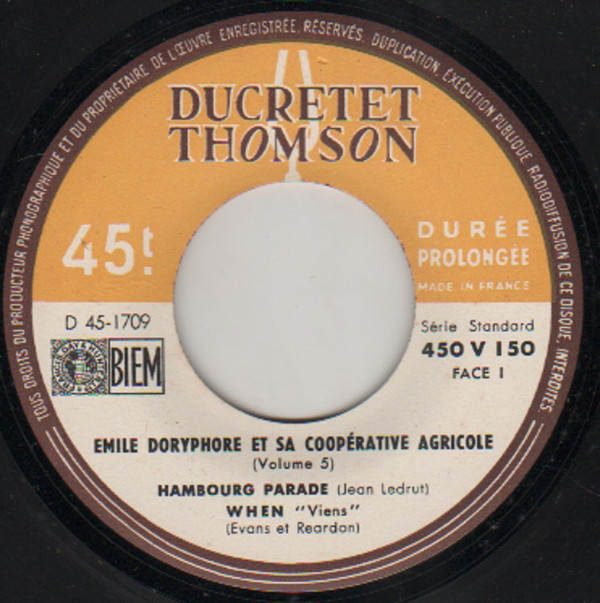 TOUS DROITS DU PRODUCTEUR PHONOGRAPHIQUE ET DU PROPRIÉTAIRE DE L'ŒUVRE ENREGISTRÉE, RÉSERVÉS. DUPLICATION, EXÉCUTION PUBLIQUE, RADIODIFFUSION DE CE DISQUE, INTERDITES
DUCRETET
THOMSON
45t.
DURÉE
PROLONGÉE
MADE IN FRANCE
D 45-1709
BIEM
Série Standard
450 V 150
FACE I
EMILE DORYPHORE ET SA COOPÉRATIVE AGRICOLE
(Volume 5)
HAMBOURG PARADE (Jean Ledrut)
WHEN "Viens"
(Evans et Reardon)